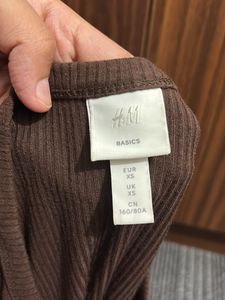 H&M
BASICS
EUR
XS
UK
XS
CN
160/80A